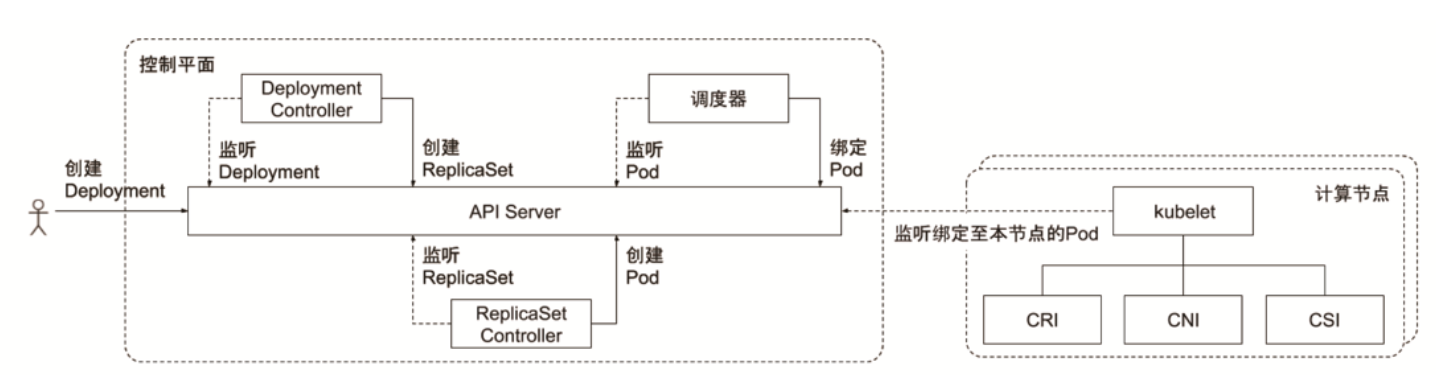 控制平面
Deployment
Controller
调度器
监听
Deployment
创建
ReplicaSet
监听
Pod
绑定
Pod
创建
Deployment
API Server
监听
ReplicaSet
创建
Pod
ReplicaSet
Controller
计算节点
kubelet
监听绑定至本节点的Pod
CRI
CNI
CSI